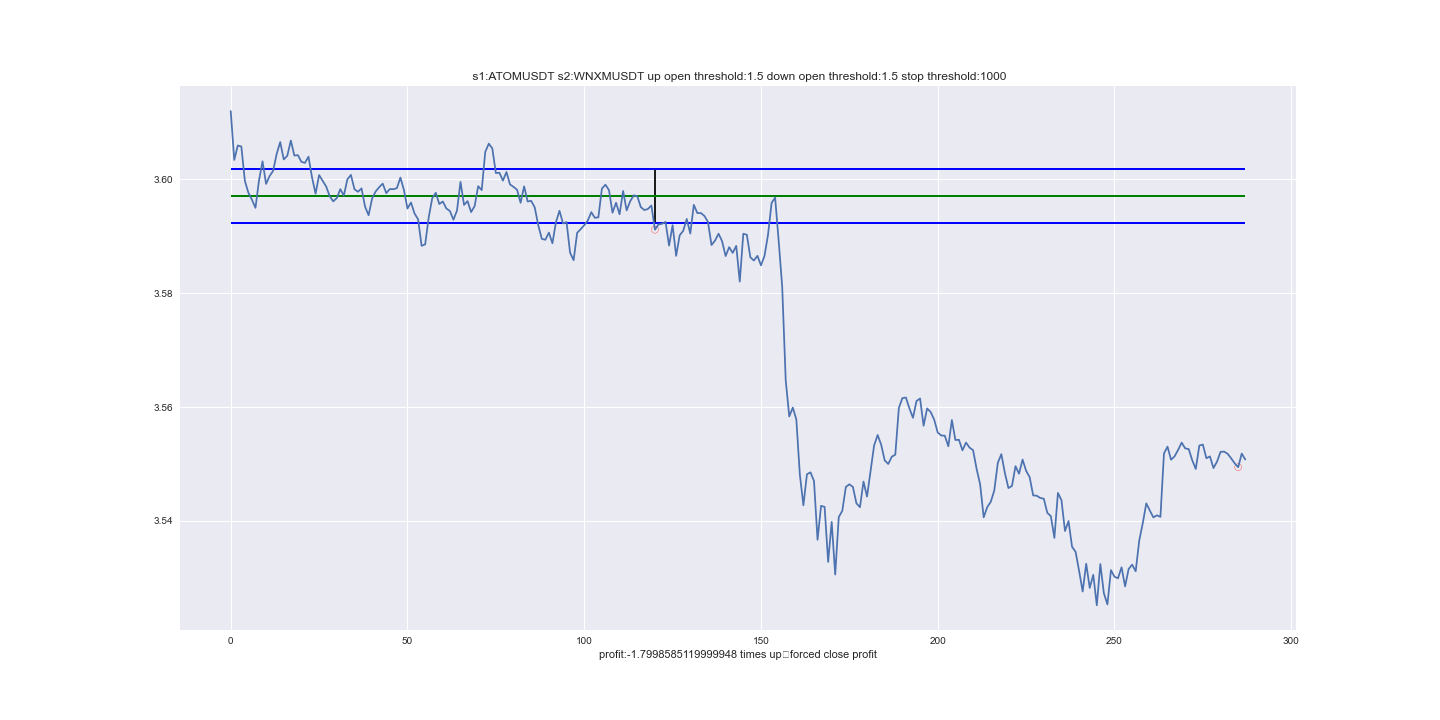 s1:ATOMUSDT s2:WNXMUSDT up open threshold:1.5 down open threshold:1.5 stop threshold:1000
3.60
3.58
3.56
3.54
0 50 100 150 200 250 300
profit:-1.7998585119999948 times up□forced close profit